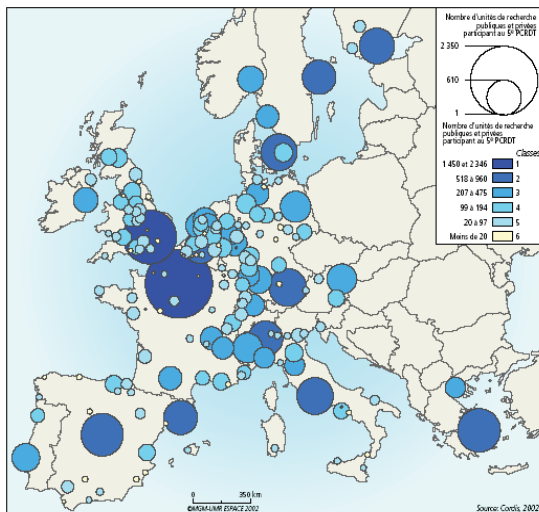 Nombre d'unités de recherche
publiques et privées
participant au 5º PCRDT
2 350
610
1
Nombre d'unités de recherche
publiques et privées
participant au 5º PCRDT
Classes
1 450 et 2 346 1
518 à 960 2
207 à 475 3
99 à 194 4
20 à 97 5
Moins de 20 6
0 350 km
©MGM-UMR ESPACE 2002
Source: Cordis, 2002